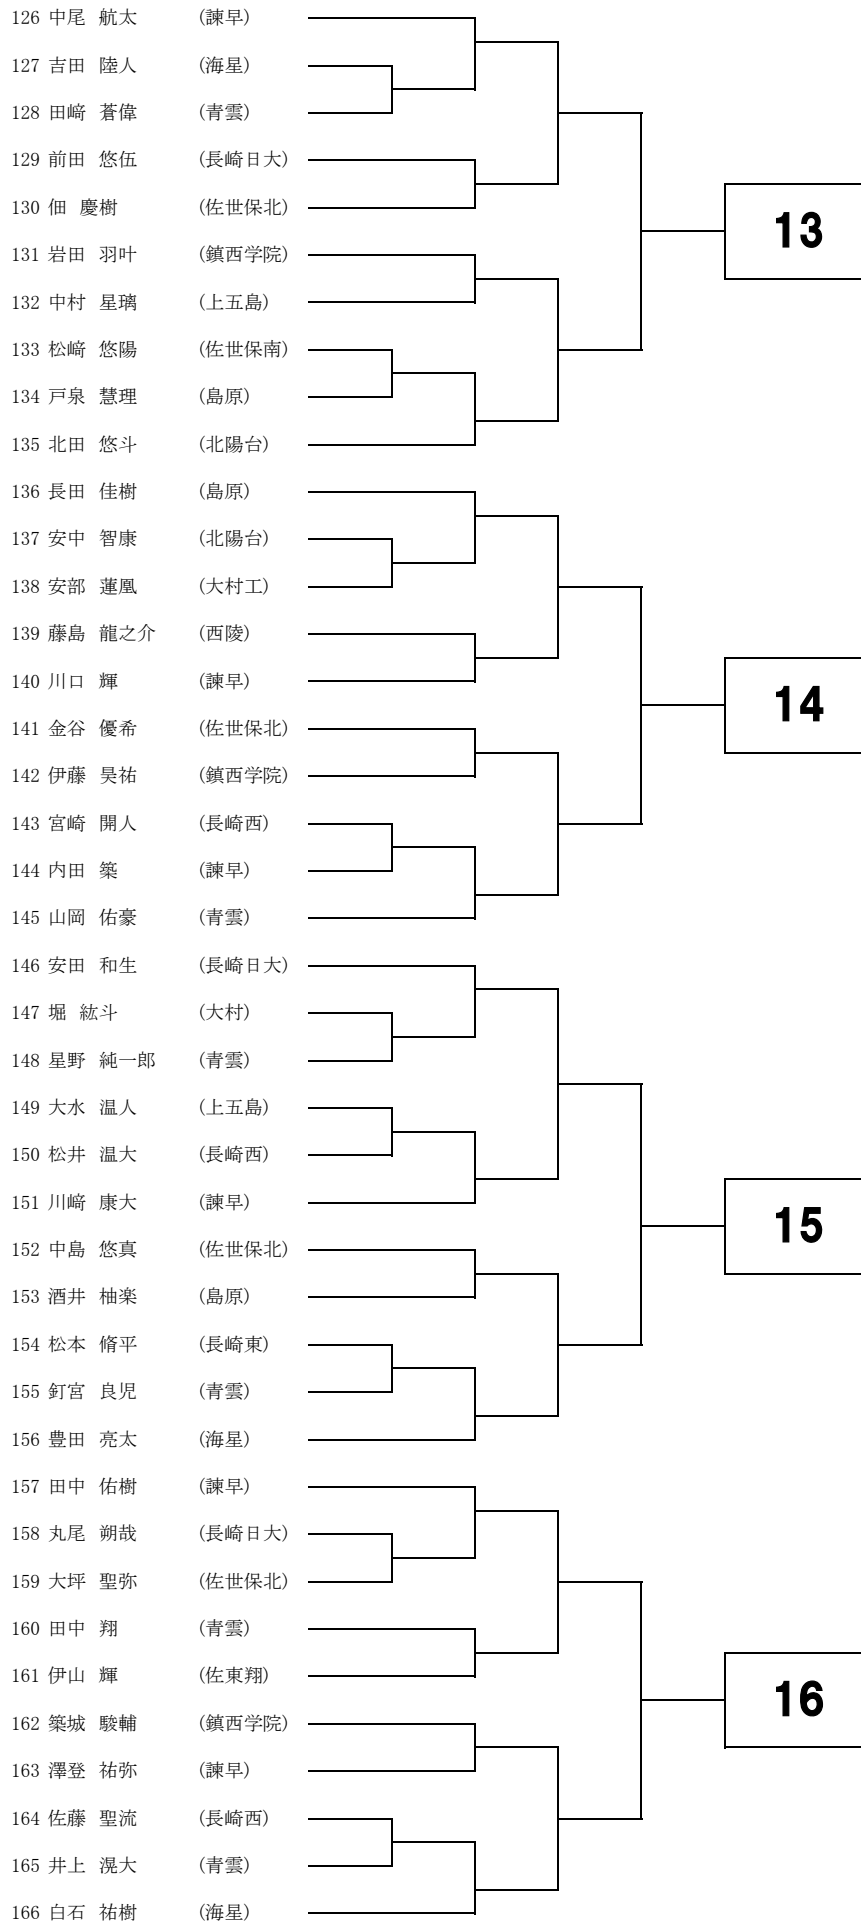 126 中尾 航太 (諫早)
127 吉田 陸人 (海星)
128 田﨑 蒼偉 (青雲)
129 前田 悠伍 (長崎日大)
130 佃 慶樹 (佐世保北)
13
131 岩田 羽叶 (鎮西学院)
132 中村 星璃 (上五島)
133 松﨑 悠陽 (佐世保南)
134 戸泉 慧理 (島原)
135 北田 悠斗 (北陽台)
136 長田 佳樹 (島原)
137 安中 智康 (北陽台)
138 安部 蓮凰 (大村工)
139 藤島 龍之介 (西陵)
140 川口 輝 (諫早)
14
141 金谷 優希 (佐世保北)
142 伊藤 昊祐 (鎮西学院)
143 宮崎 開人 (長崎西)
144 内田 築 (諫早)
145 山岡 佑豪 (青雲)
146 安田 和生 (長崎日大)
147 堀 紘斗 (大村)
148 星野 純一郎 (青雲)
149 大水 温人 (上五島)
150 松井 温大 (長崎西)
151 川﨑 康大 (諫早)
15
152 中島 悠真 (佐世保北)
153 酒井 柚楽 (島原)
154 松本 脩平 (長崎東)
155 釘宮 良児 (青雲)
156 豊田 亮太 (海星)
157 田中 佑樹 (諫早)
158 丸尾 朔哉 (長崎日大)
159 大坪 聖弥 (佐世保北)
160 田中 翔 (青雲)
161 伊山 輝 (佐東翔)
16
162 築城 駿輔 (鎮西学院)
163 澤登 祐弥 (諫早)
164 佐藤 聖流 (長崎西)
165 井上 滉大 (青雲)
166 白石 祐樹 (海星)